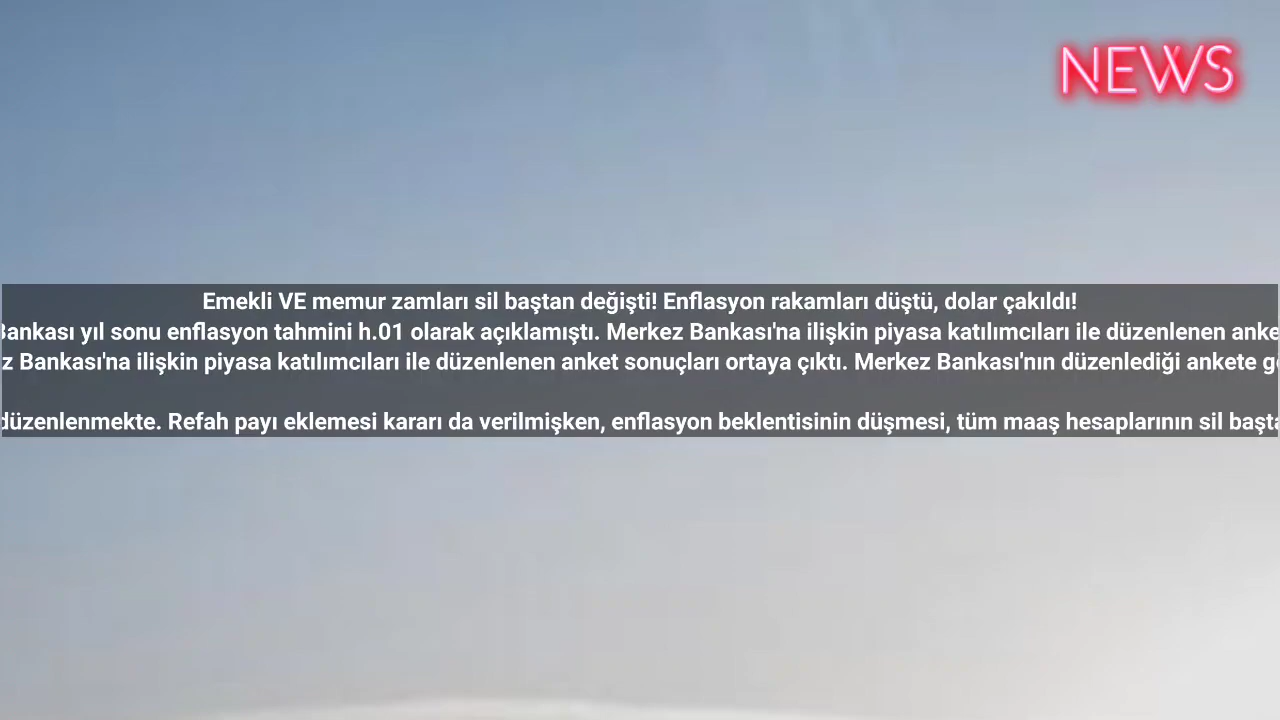 NEWS
Emekli VE memur zamları sil baştan değişti! Enflasyon rakamları düştü, dolar çakıldı!
Bankası yıl sonu enflasyon tahmini h.01 olarak açıklamıştı. Merkez Bankası'na ilişkin piyasa katılımcıları ile düzenlenen anke
z Bankası'na ilişkin piyasa katılımcıları ile düzenlenen anket sonuçları ortaya çıktı. Merkez Bankası'nın düzenlediği ankete g
düzenlenmekte. Refah payı eklemesi kararı da verilmişken, enflasyon beklentisinin düşmesi, tüm maaş hesaplarının sil başta